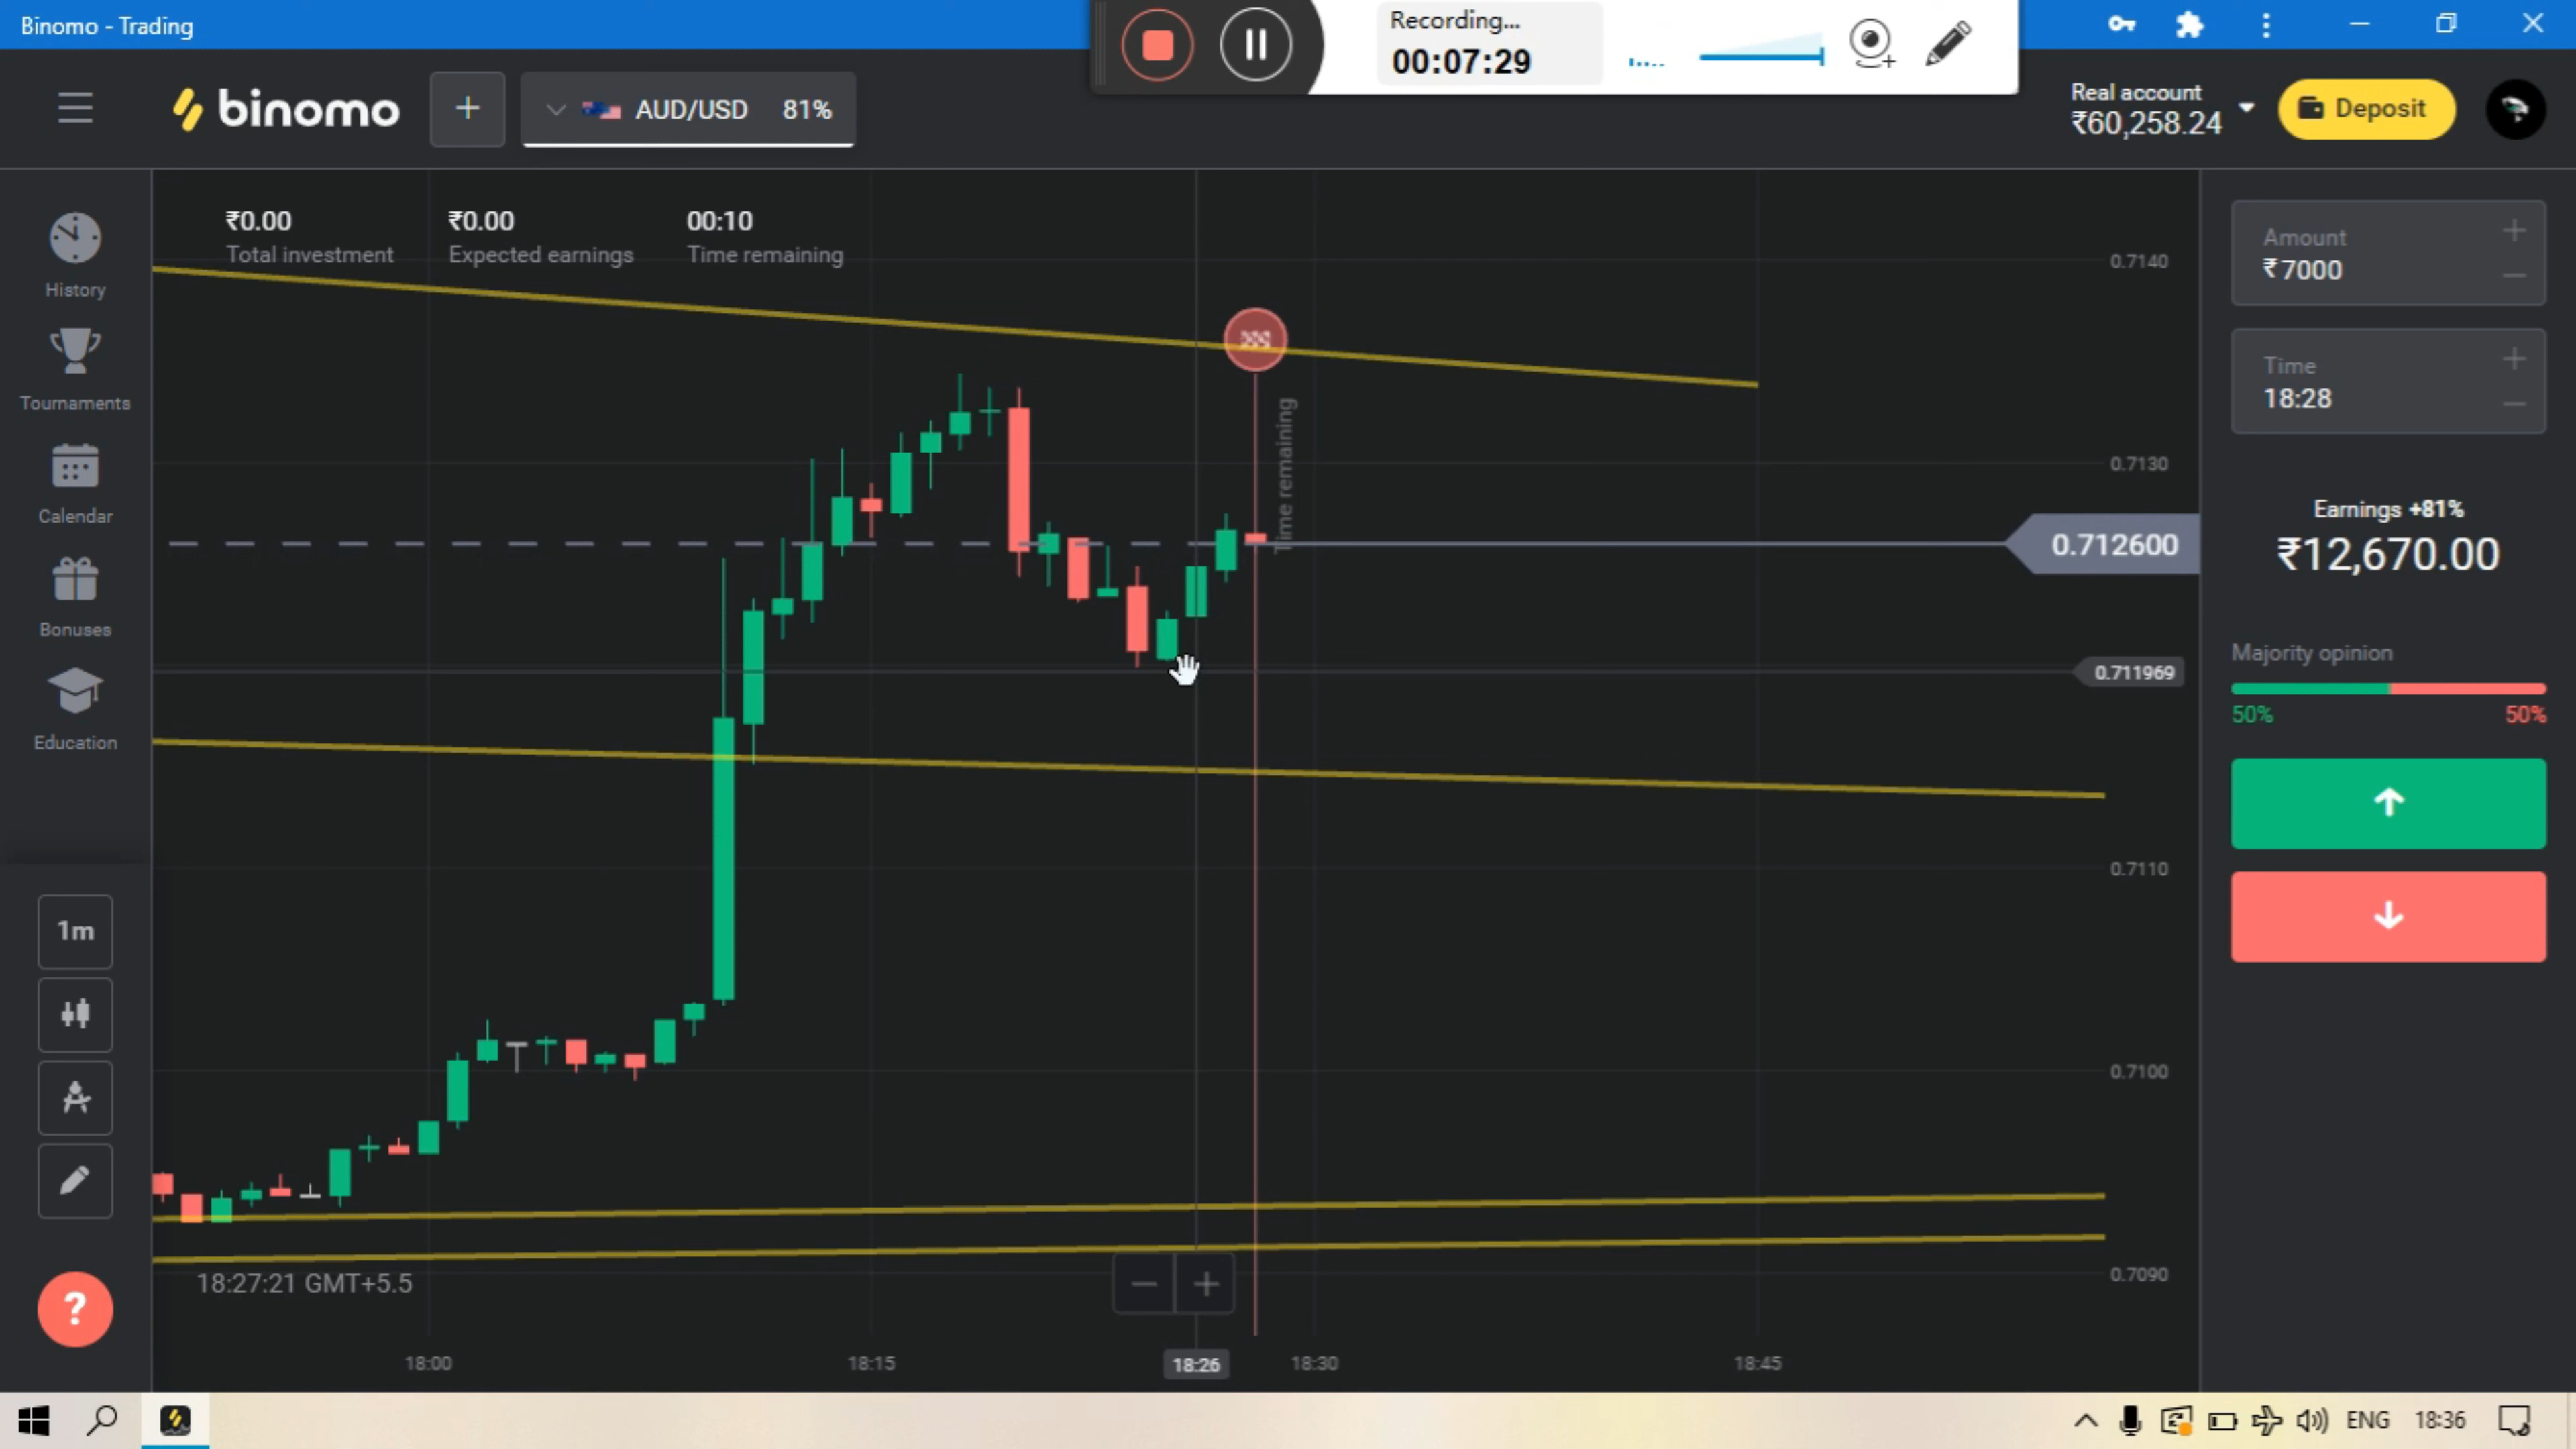 Binomo - Trading
Recording...
00:07:29
binomo
+
AUD/USD 81%
Real account
₹60,258.24
Deposit
₹0.00
Total investment
₹0.00
Expected earnings
00:10
Time remaining
History
Tournaments
Calendar
Bonuses
Education
1m
?
Time remaining
0.7140
0.7130
0.712600
0.711969
0.7110
0.7100
0.7090
18:27:21 GMT+5.5
18:00
18:15
18:26
18:30
18:45
Amount
₹7000
Time
18:28
Earnings +81%
₹12,670.00
Majority opinion
50%
50%
ENG
18:36